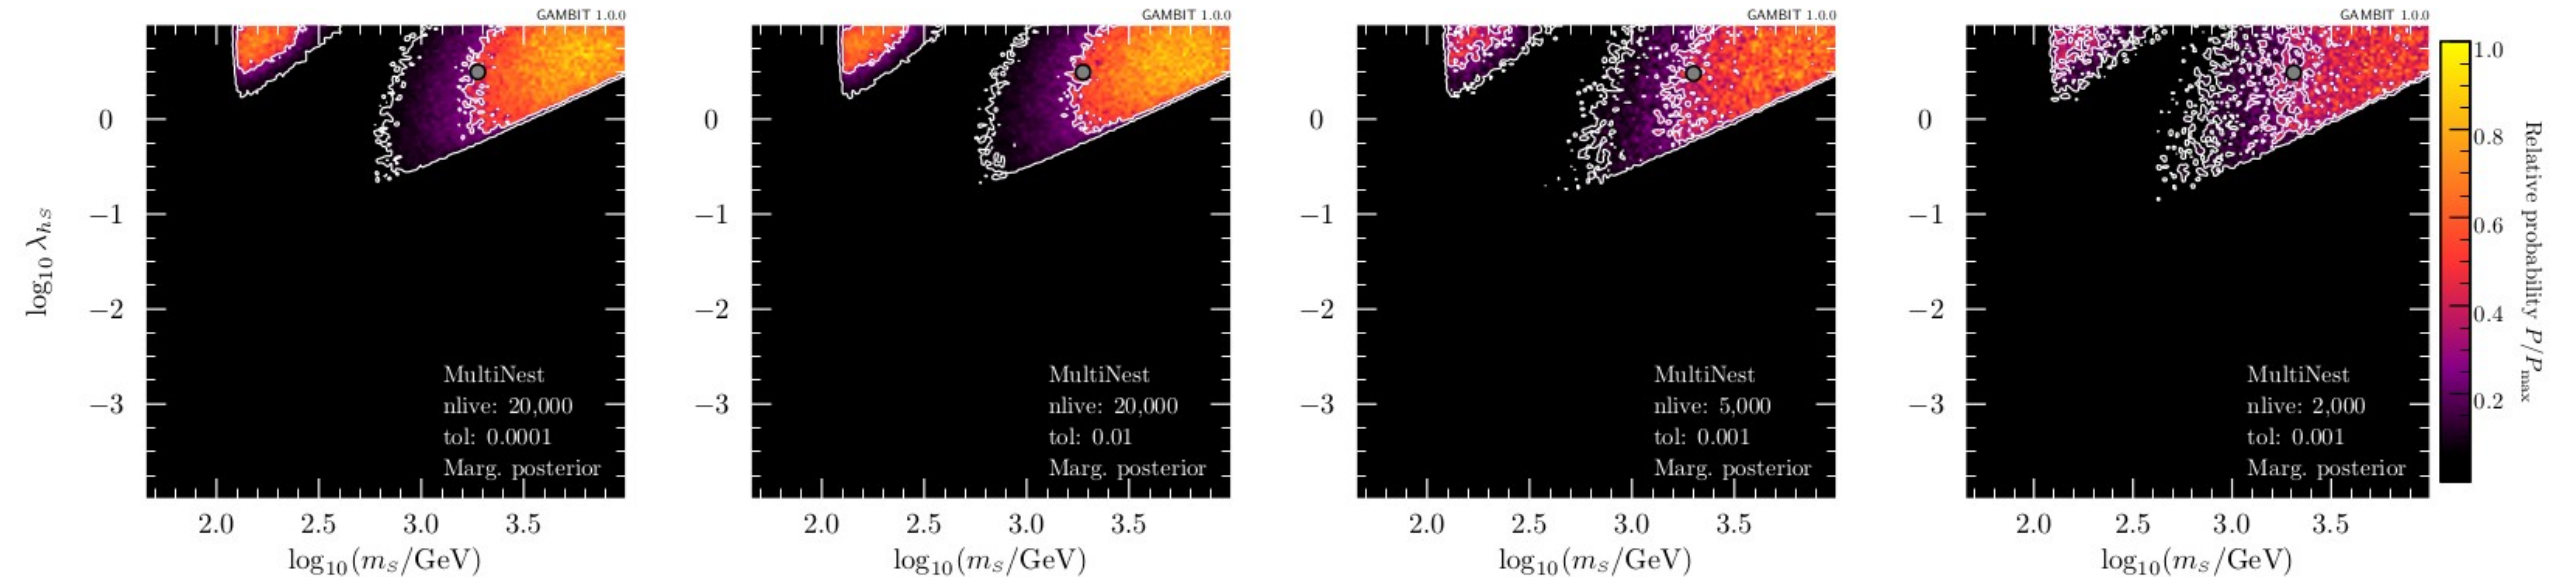 GAMBIT 1.0.0
GAMBIT 1.0.0
GAMBIT 1.0.0
GAMBIT 1.0.0
log₁₀ λₕₛ
0
−1
−2
−3
MultiNest
nlive: 20,000
tol: 0.0001
Marg. posterior
2.0 2.5 3.0 3.5
log₁₀(mₛ/GeV)
0
−1
−2
−3
MultiNest
nlive: 20,000
tol: 0.01
Marg. posterior
2.0 2.5 3.0 3.5
log₁₀(mₛ/GeV)
0
−1
−2
−3
MultiNest
nlive: 5,000
tol: 0.001
Marg. posterior
2.0 2.5 3.0 3.5
log₁₀(mₛ/GeV)
0
−1
−2
−3
MultiNest
nlive: 2,000
tol: 0.001
Marg. posterior
2.0 2.5 3.0 3.5
log₁₀(mₛ/GeV)
1.0
0.8
0.6
0.4
0.2
Relative probability P/Pₘₐₓ